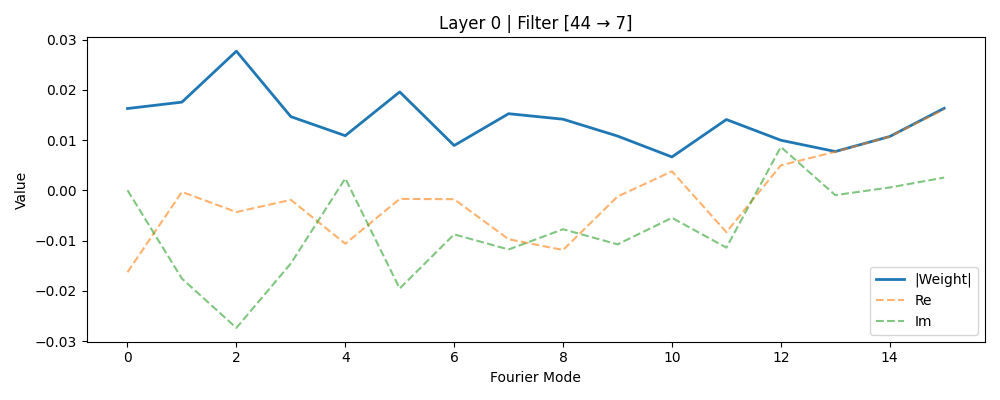 Layer 0 | Filter [44 → 7]
0.03
0.02
0.01
0.00
−0.01
−0.02
−0.03
Value
|Weight|
Re
Im
0 2 4 6 8 10 12 14
Fourier Mode